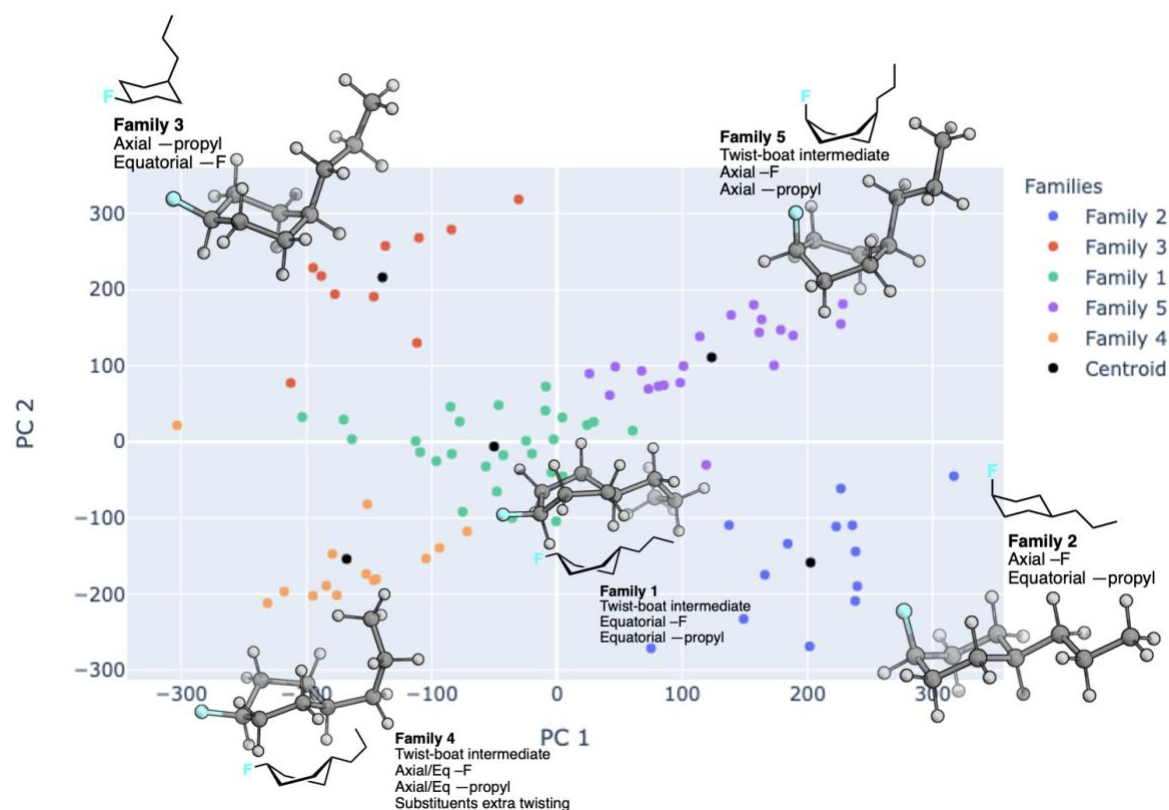 F
Family 3
Axial —propyl
Equatorial —F
F
Family 5
Twist-boat intermediate
Axial —F
Axial —propyl
Families
Family 2
Family 3
Family 1
Family 5
Family 4
Centroid
PC 2
300
200
100
0
−100
−200
−300
F
Family 2
Axial —F
Equatorial —propyl
F
Family 1
Twist-boat intermediate
Equatorial —F
Equatorial —propyl
−300
−100
0
100
200
PC 1
F
Family 4
Twist-boat intermediate
Axial/Eq —F
Axial/Eq —propyl
Substituents extra twisting